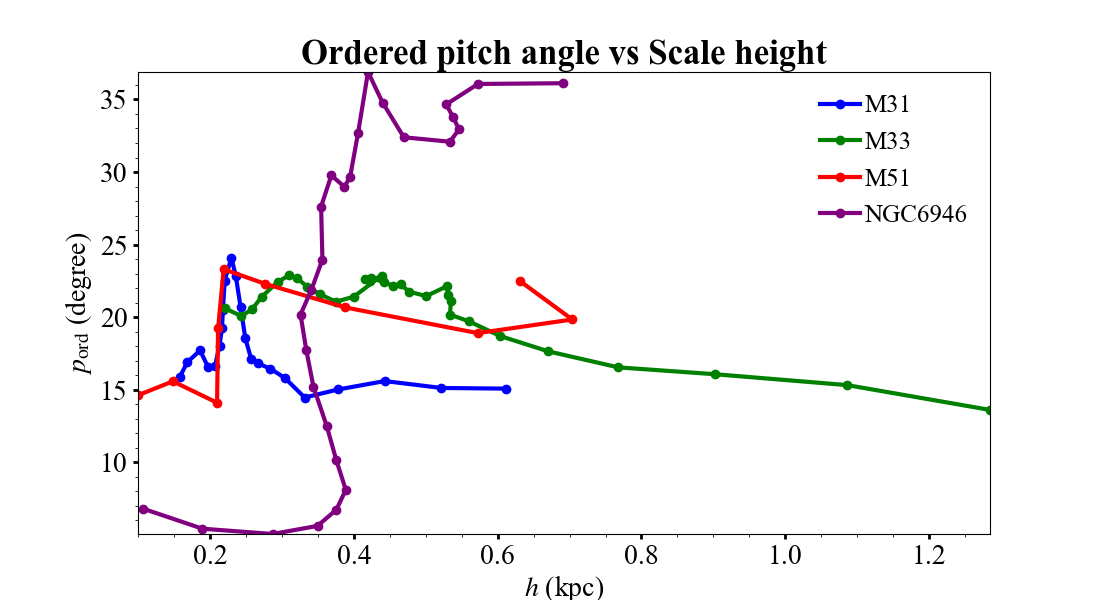 Ordered pitch angle vs Scale height
35
30
25
20
15
10
p_ord (degree)
M31
M33
M51
NGC6946
0.2 0.4 0.6 0.8 1.0 1.2
h (kpc)